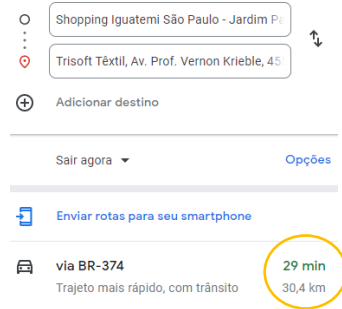 Shopping Iguatemi São Paulo - Jardim
Trisoft Têxtil, Av. Prof. Vernon Krieble, 45
Adicionar destino
Sair agora
Opções
Enviar rotas para seu smartphone
via BR-374
29 min
Trajeto mais rápido, com trânsito
30,4 km